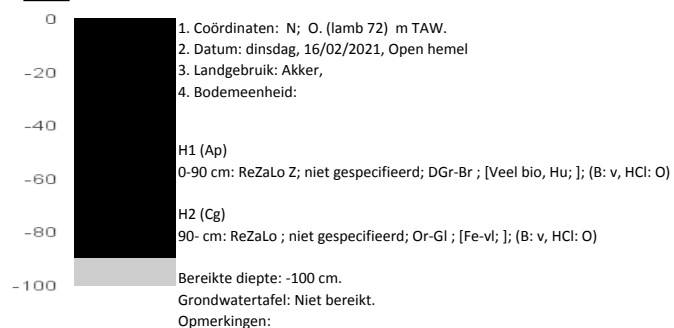 0
-20
-40
-60
-80
-100
1. Coördinaten:  N;  O. (lamb 72)  m TAW.
2. Datum: dinsdag, 16/02/2021, Open hemel
3. Landgebruik: Akker,
4. Bodemeenheid:
H1 (Ap)
0-90 cm: ReZaLo Z; niet gespecifieerd; DGr-Br ; [Veel bio, Hu; ]; (B: v, HCl: O)
H2 (Cg)
90- cm: ReZaLo ; niet gespecifieerd; Or-Gl ; [Fe-vl; ]; (B: v, HCl: O)
Bereikte diepte: -100 cm.
Grondwatertafel: Niet bereikt.
Opmerkingen: